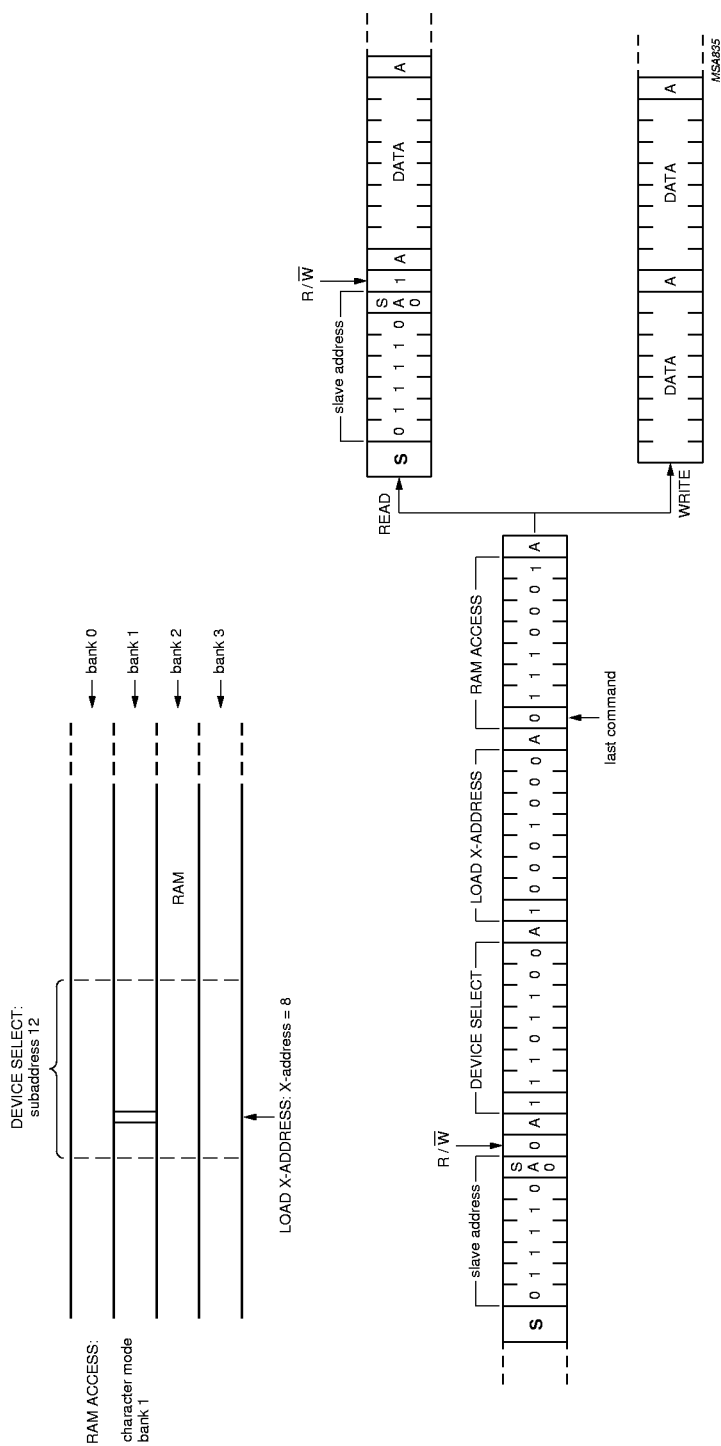 DEVICE SELECT:
subaddress 12
RAM ACCESS:
character mode
bank 1
bank 0
bank 1
RAM
bank 2
bank 3
LOAD X-ADDRESS: X-address = 8
slave address
R / W
S 0 1 1 1 1 0 S A 0 1 A DATA A
READ
slave address
R / W
DEVICE SELECT
LOAD X-ADDRESS
RAM ACCESS
S 0 1 1 1 1 0 S A 0 0 A 1 1 1 0 1 1 0 0 A 1 0 0 0 1 0 0 0 A 0 1 1 1 0 0 0 1 A
last command
WRITE
DATA A DATA A
MSA835